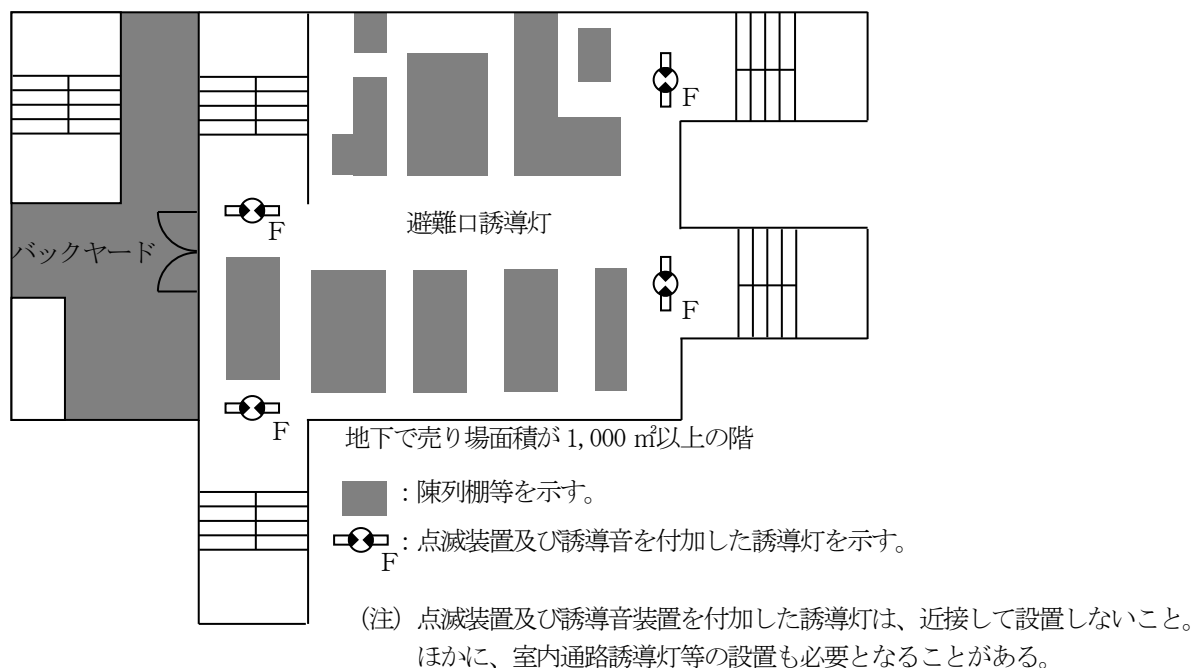 F
F
避難口誘導灯
バックヤード
F
F
地下で売り場面積が 1,000 ㎡以上の階
：陳列棚等を示す。
：点滅装置及び誘導音を付加した誘導灯を示す。
F
（注）点滅装置及び誘導音装置を付加した誘導灯は、近接して設置しないこと。
ほかに、室内通路誘導灯等の設置も必要となることがある。